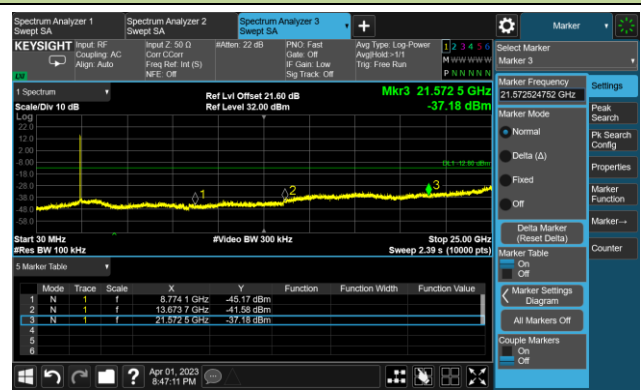 Spectrum Analyzer 1
Swept SA
Spectrum Analyzer 2
Swept SA
Spectrum Analyzer 3
Swept SA
Marker
KEYSIGHT
Input: RF
Coupling: AC
Align: Auto
Input Z: 50 Ω
Corr CCorr
Freq Ref: Int (S)
NFE: Off
#Atten: 22 dB
PNO: Fast
Gate: Off
IF Gain: Low
Sig Track: Off
Avg Type: Log-Power
Avg|Hold:>1/1
Trig: Free Run
1 2 3 4 5 6
M W W W W W
P N N N N N
LW
Select Marker
Marker 3
1 Spectrum
Scale/Div 10 dB
Log
Ref Lvl Offset 21.60 dB
Ref Level 32.00 dBm
Mkr3 21.572 5 GHz
-37.18 dBm
22.0
12.0
2.00
-8.00
-18.0
-28.0
-38.0
-48.0
-58.0
1
2
3
Start 30 MHz
#Res BW 100 kHz
#Video BW 300 kHz
Stop 25.00 GHz
Sweep 2.39 s (10000 pts)
5 Marker Table
Mode Trace Scale X Y Function Function Width Function Value
1 N 1 f 8.774 1 GHz -45.17 dBm
2 N 1 f 13.673 7 GHz -41.58 dBm
3 N 1 f 21.572 5 GHz -37.18 dBm
4
5
6
Marker Frequency
21.572524752 GHz
Marker Mode
Normal
Delta (Δ)
Fixed
Off
Delta Marker
(Reset Delta)
Marker Table
On
Off
Marker Settings
Diagram
All Markers Off
Couple Markers
On
Off
Settings
Peak
Search
Pk Search
Config
Properties
Marker
Function
Marker→
Counter
Apr 01, 2023
8:47:11 PM